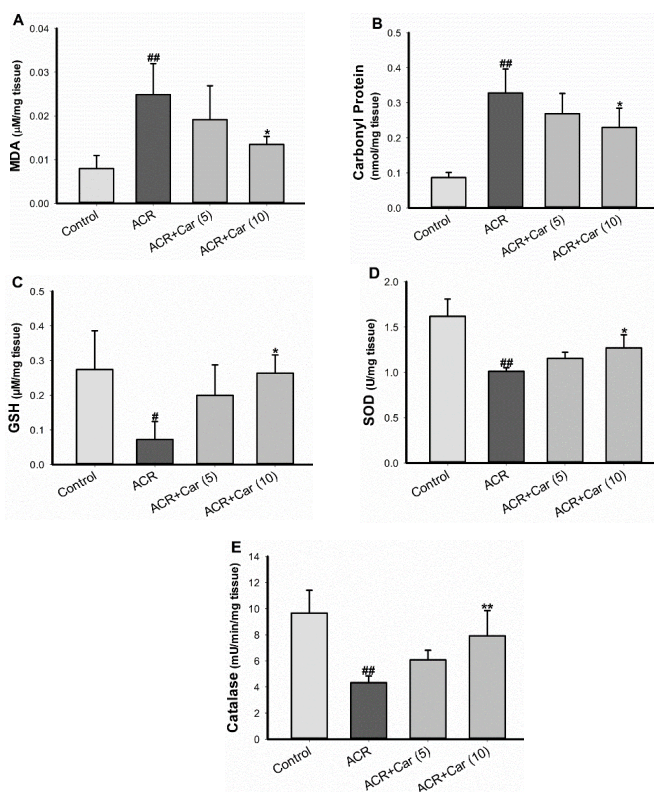 A
MDA (µM/mg tissue)
0.04
0.03
0.02
0.01
0.00
##
*
Control
ACR
ACR+Car (5)
ACR+Car (10)
B
Carbonyl Protein
(nmol/mg tissue)
0.5
0.4
0.3
0.2
0.1
0.0
##
*
Control
ACR
ACR+Car (5)
ACR+Car (10)
C
GSH (µM/mg tissue)
0.5
0.4
0.3
0.2
0.1
0.0
#
*
Control
ACR
ACR+Car (5)
ACR+Car (10)
D
SOD (U/mg tissue)
2.0
1.5
1.0
0.5
0.0
##
*
Control
ACR
ACR+Car (5)
ACR+Car (10)
E
Catalase (mU/min/mg tissue)
14
12
10
8
6
4
2
0
##
**
Control
ACR
ACR+Car (5)
ACR+Car (10)